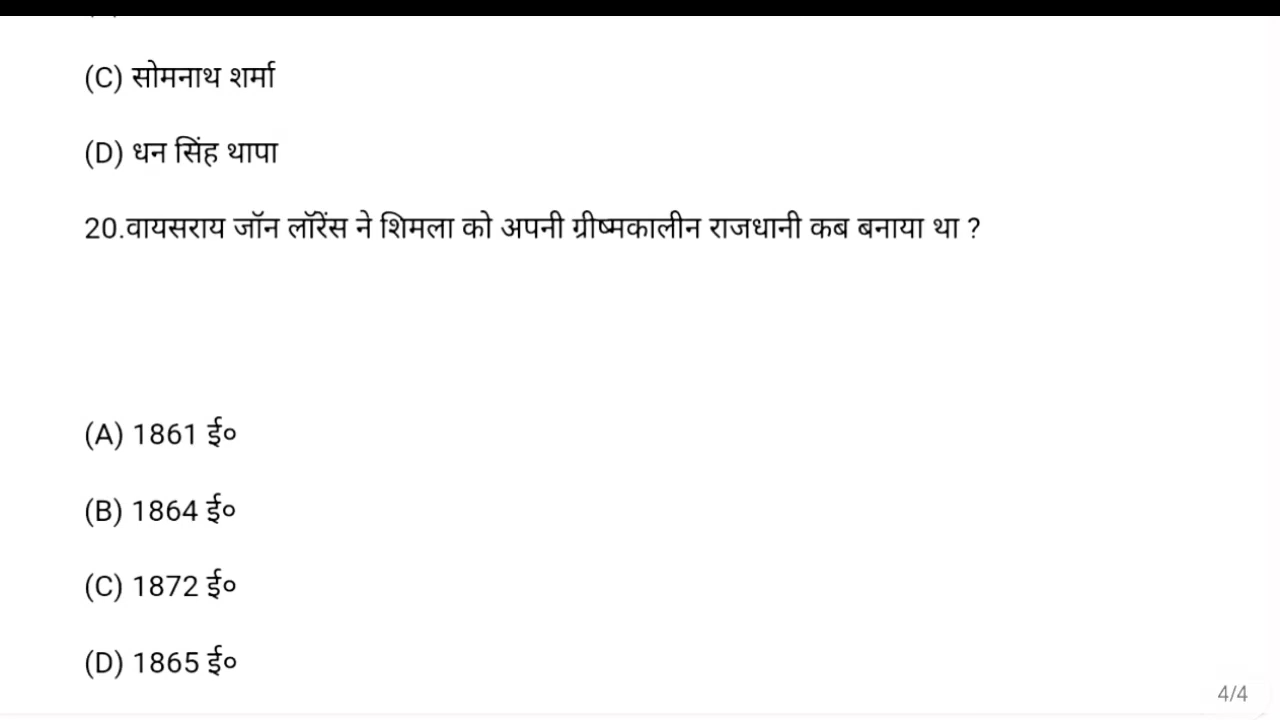 (C) सोमनाथ शर्मा
(D) धन सिंह थापा
20.वायसराय जॉन लॉरेंस ने शिमला को अपनी ग्रीष्मकालीन राजधानी कब बनाया था ?
(A) 1861 ई०
(B) 1864 ई०
(C) 1872 ई०
(D) 1865 ई०
4/4